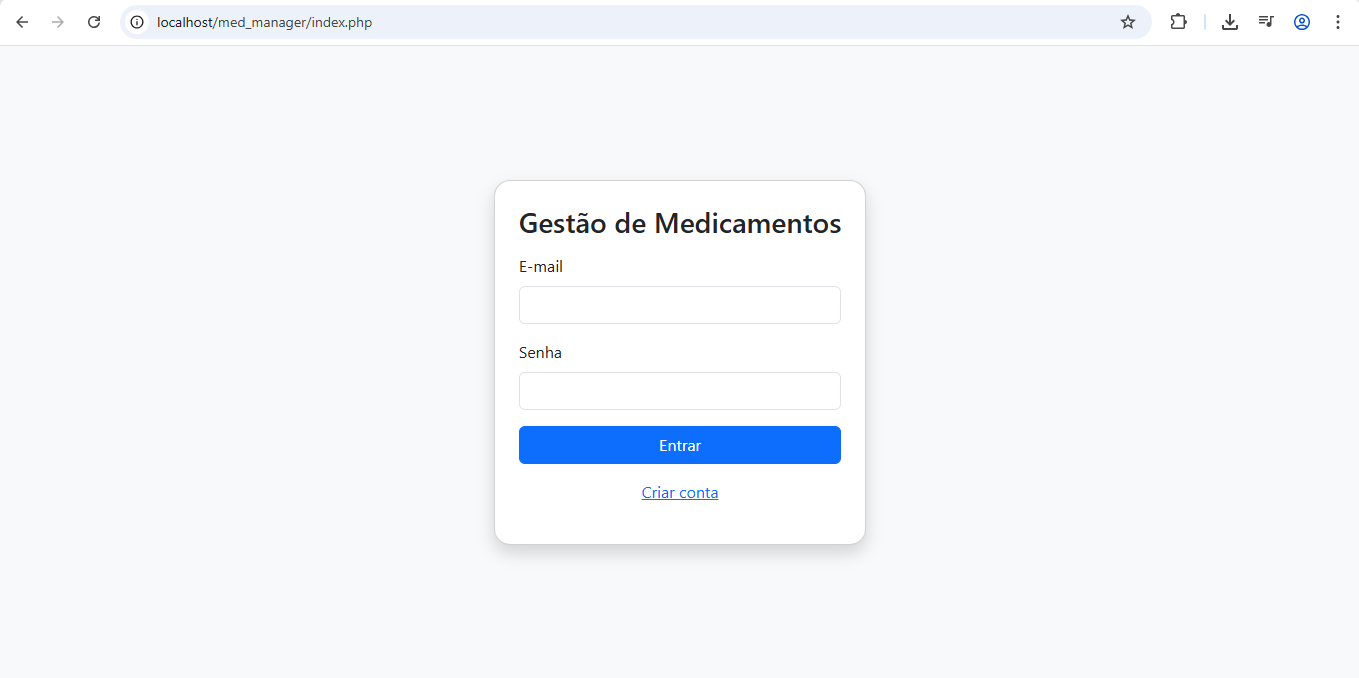 localhost/med_manager/index.php
Gestão de Medicamentos
E-mail
Senha
Entrar
Criar conta